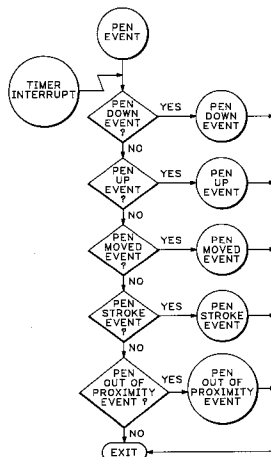 PEN
EVENT
TIMER
INTERRUPT
PEN
DOWN
EVENT
?
YES
PEN
DOWN
EVENT
NO
PEN
UP
EVENT
?
YES
PEN
UP
EVENT
NO
PEN
MOVED
EVENT
?
YES
PEN
MOVED
EVENT
NO
PEN
STROKE
EVENT
?
YES
PEN
STROKE
EVENT
NO
PEN
OUT OF
PROXIMITY
EVENT ?
YES
PEN
OUT OF
PROXIMITY
EVENT
NO
EXIT